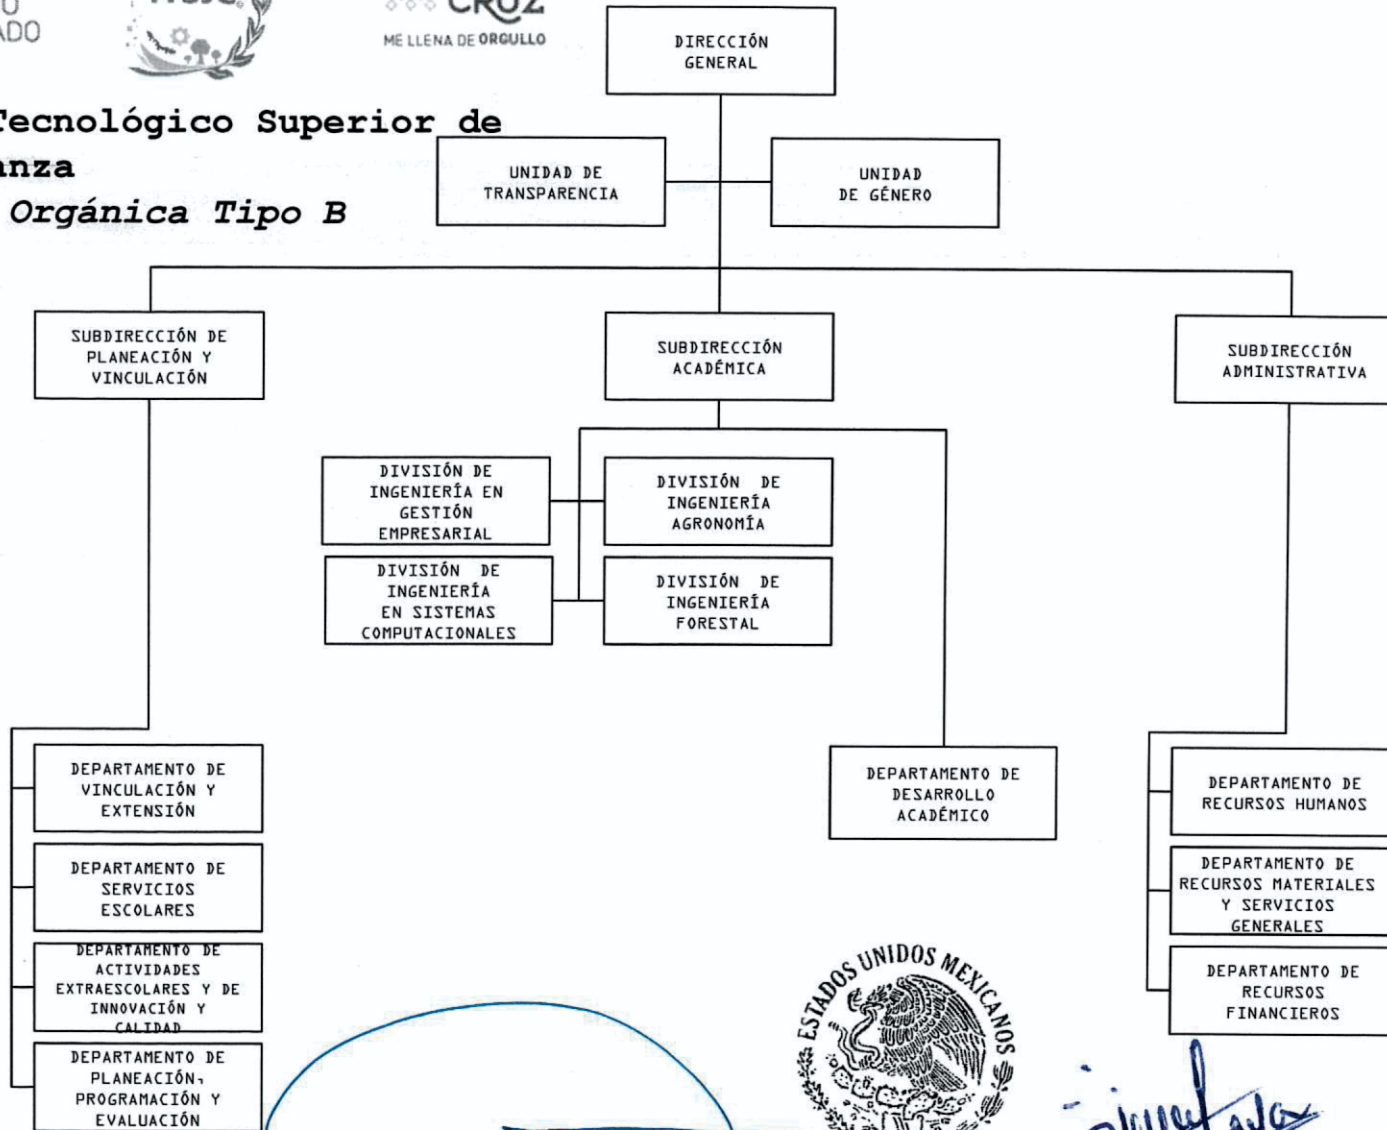 CRUZ
ME LLENA DE ORGULLO
Tecnológico Superior de
Orgánica Tipo B
DIRECCIÓN
GENERAL
UNIDAD DE
TRANSPARENCIA
UNIDAD
DE GÉNERO
SUBDIRECCIÓN DE
PLANEACIÓN Y
VINCULACIÓN
SUBDIRECCIÓN
ACADÉMICA
SUBDIRECCIÓN
ADMINISTRATIVA
DIVISIÓN DE
INGENIERÍA EN
GESTIÓN
EMPRESARIAL
DIVISIÓN DE
INGENIERÍA
AGRONOMÍA
DIVISIÓN DE
INGENIERÍA
EN SISTEMAS
COMPUTACIONALES
DIVISIÓN DE
INGENIERÍA
FORESTAL
DEPARTAMENTO DE
VINCULACIÓN Y
EXTENSIÓN
DEPARTAMENTO DE
SERVICIOS
ESCOLARES
DEPARTAMENTO DE
ACTIVIDADES
EXTRAESCOLARES Y DE
INNOVACIÓN Y
CALIDAD
DEPARTAMENTO DE
PLANEACIÓN,
PROGRAMACIÓN Y
EVALUACIÓN
DEPARTAMENTO DE
DESARROLLO
ACADÉMICO
DEPARTAMENTO DE
RECURSOS HUMANOS
DEPARTAMENTO DE
RECURSOS MATERIALES
Y SERVICIOS
GENERALES
DEPARTAMENTO DE
RECURSOS
FINANCIEROS
ESTADOS UNIDOS MEXICANOS